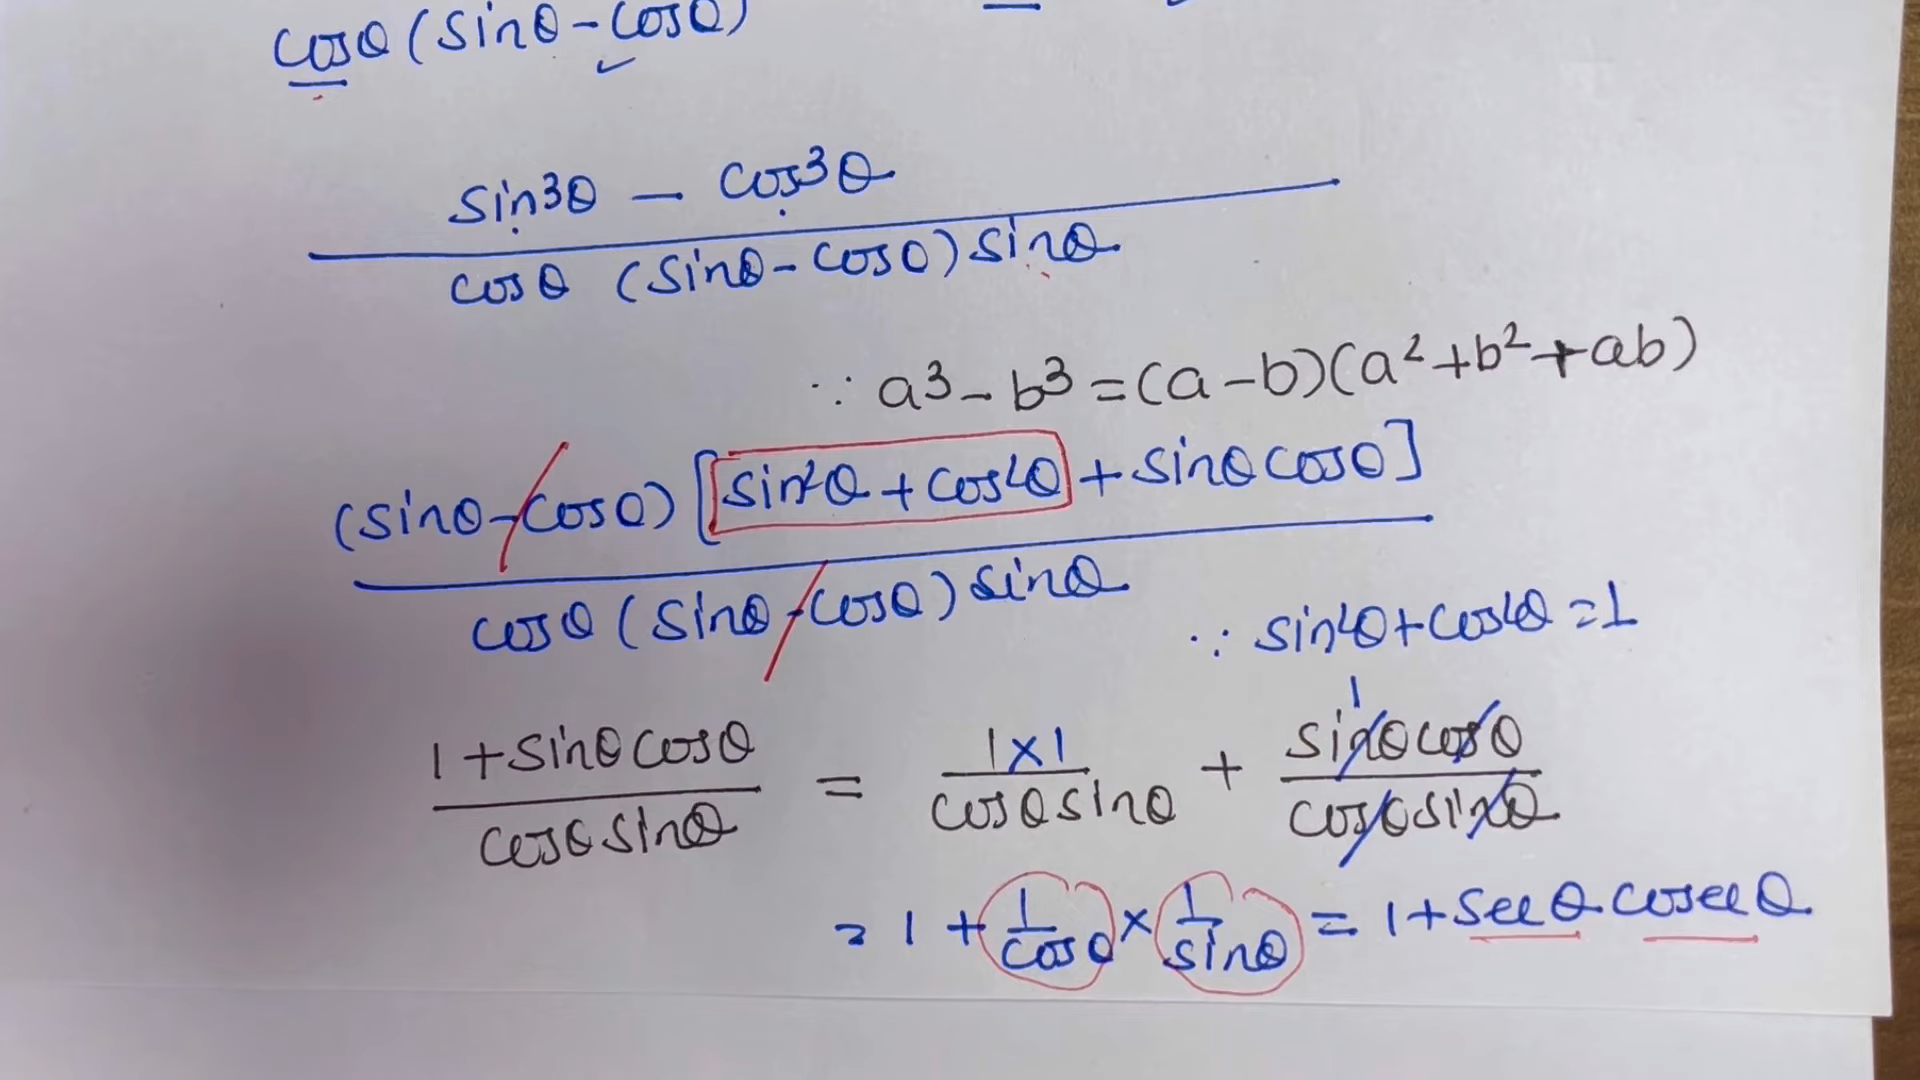 cosθ (sinθ - cosθ)
sin³θ - cos³θ
cosθ (sinθ - cosθ) sinθ
∵ a³ - b³ = (a - b)(a² + b² + ab)
(sinθ - cosθ) [sin²θ + cos²θ + sinθ cosθ]
cosθ (sinθ - cosθ) sinθ
∵ sin²θ + cos²θ = 1
1 + sinθ cosθ = 1 × 1 + sinθ cosθ 1
cosθ sinθ cosθ sinθ cosθ sinθ
= 1 + 1 × 1 = 1 + secθ cosecθ
cosθ sinθ